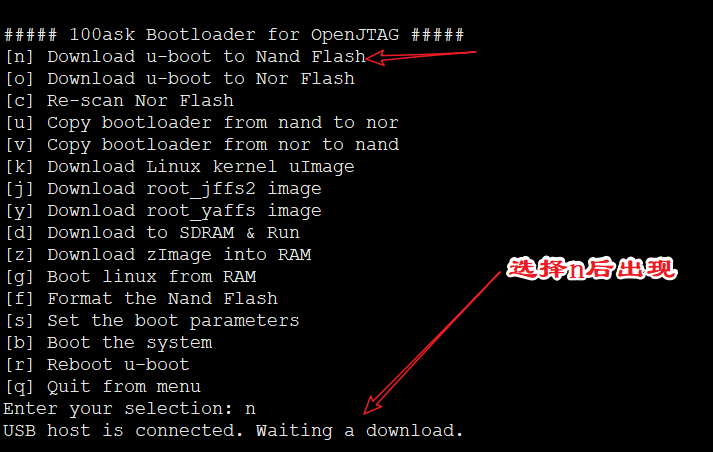 ##### 100ask Bootloader for OpenJTAG #####
[n] Download u-boot to Nand Flash
[o] Download u-boot to Nor Flash
[c] Re-scan Nor Flash
[u] Copy bootloader from nand to nor
[v] Copy bootloader from nor to nand
[k] Download Linux kernel uImage
[j] Download root_jffs2 image
[y] Download root_yaffs image
[d] Download to SDRAM & Run
[z] Download zImage into RAM
[g] Boot linux from RAM
[f] Format the Nand Flash
[s] Set the boot parameters
[b] Boot the system
[r] Reboot u-boot
[q] Quit from menu
Enter your selection: n
USB host is connected. Waiting a download.
选择n后出现